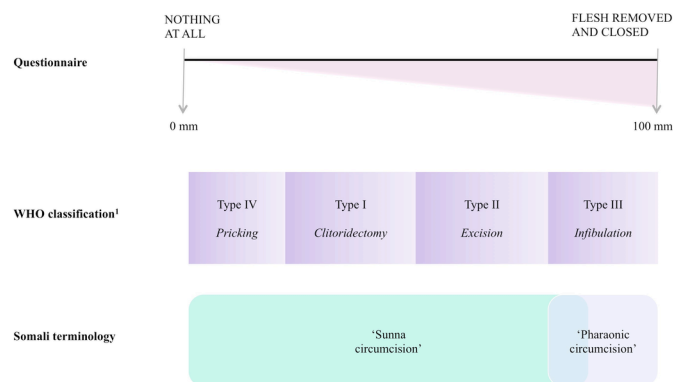 NOTHING
AT ALL
FLESH REMOVED
AND CLOSED
Questionnaire
0 mm
100 mm
WHO classification¹
Type IV
Pricking
Type I
Clitoridectomy
Type II
Excision
Type III
Infibulation
Somali terminology
‘Sunna
circumcision’
‘Pharaonic
circumcision’